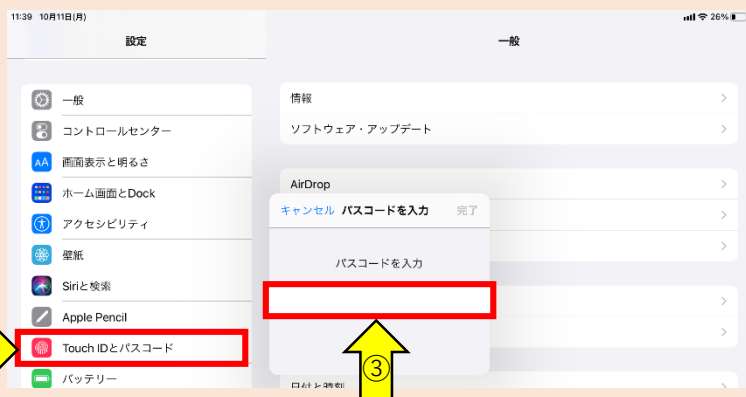 11:39 10月11日(月)
26%
設定
一般
一般
コントロールセンター
画面表示と明るさ
ホーム画面とDock
アクセシビリティ
壁紙
Siriと検索
Apple Pencil
Touch IDとパスコード
バッテリー
情報
ソフトウェア・アップデート
AirDrop
キャンセル パスコードを入力 完了
パスコードを入力
③
日付と時刻